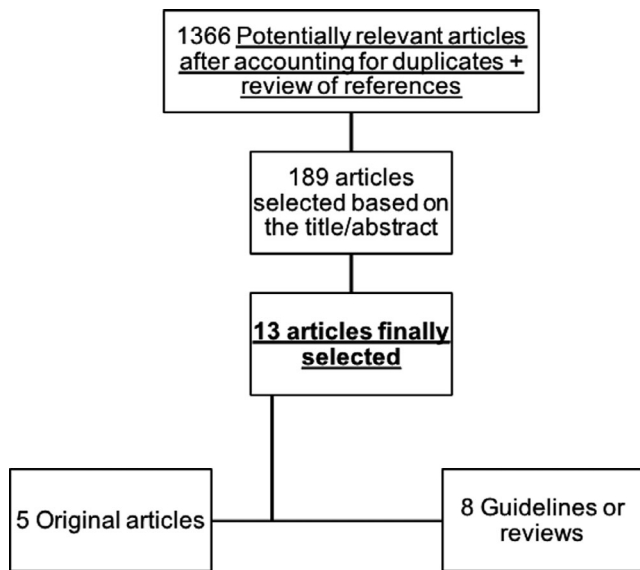 1366 Potentially relevant articles
after accounting for duplicates +
review of references
189 articles
selected based on
the title/abstract
13 articles finally
selected
5 Original articles
8 Guidelines or
reviews